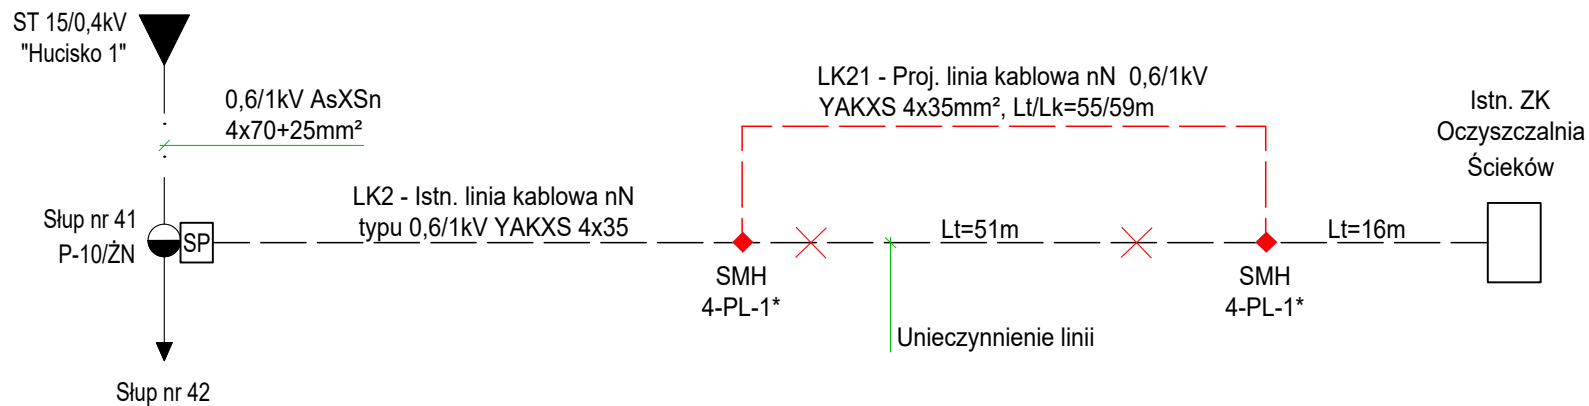 ST 15/0,4kV
"Hucisko 1"
0,6/1kV AsXSn
4x70+25mm²
LK21 - Proj. linia kablowa nN 0,6/1kV
YAKXS 4x35mm², Lt/Lk=55/59m
Istn. ZK
Oczyszczalnia
Ścieków
LK2 - Istn. linia kablowa nN
typu 0,6/1kV YAKXS 4x35
Słup nr 41
P-10/ŻN
SP
Lt=51m
Lt=16m
SMH
4-PL-1*
SMH
4-PL-1*
Unieczynnienie linii
Słup nr 42